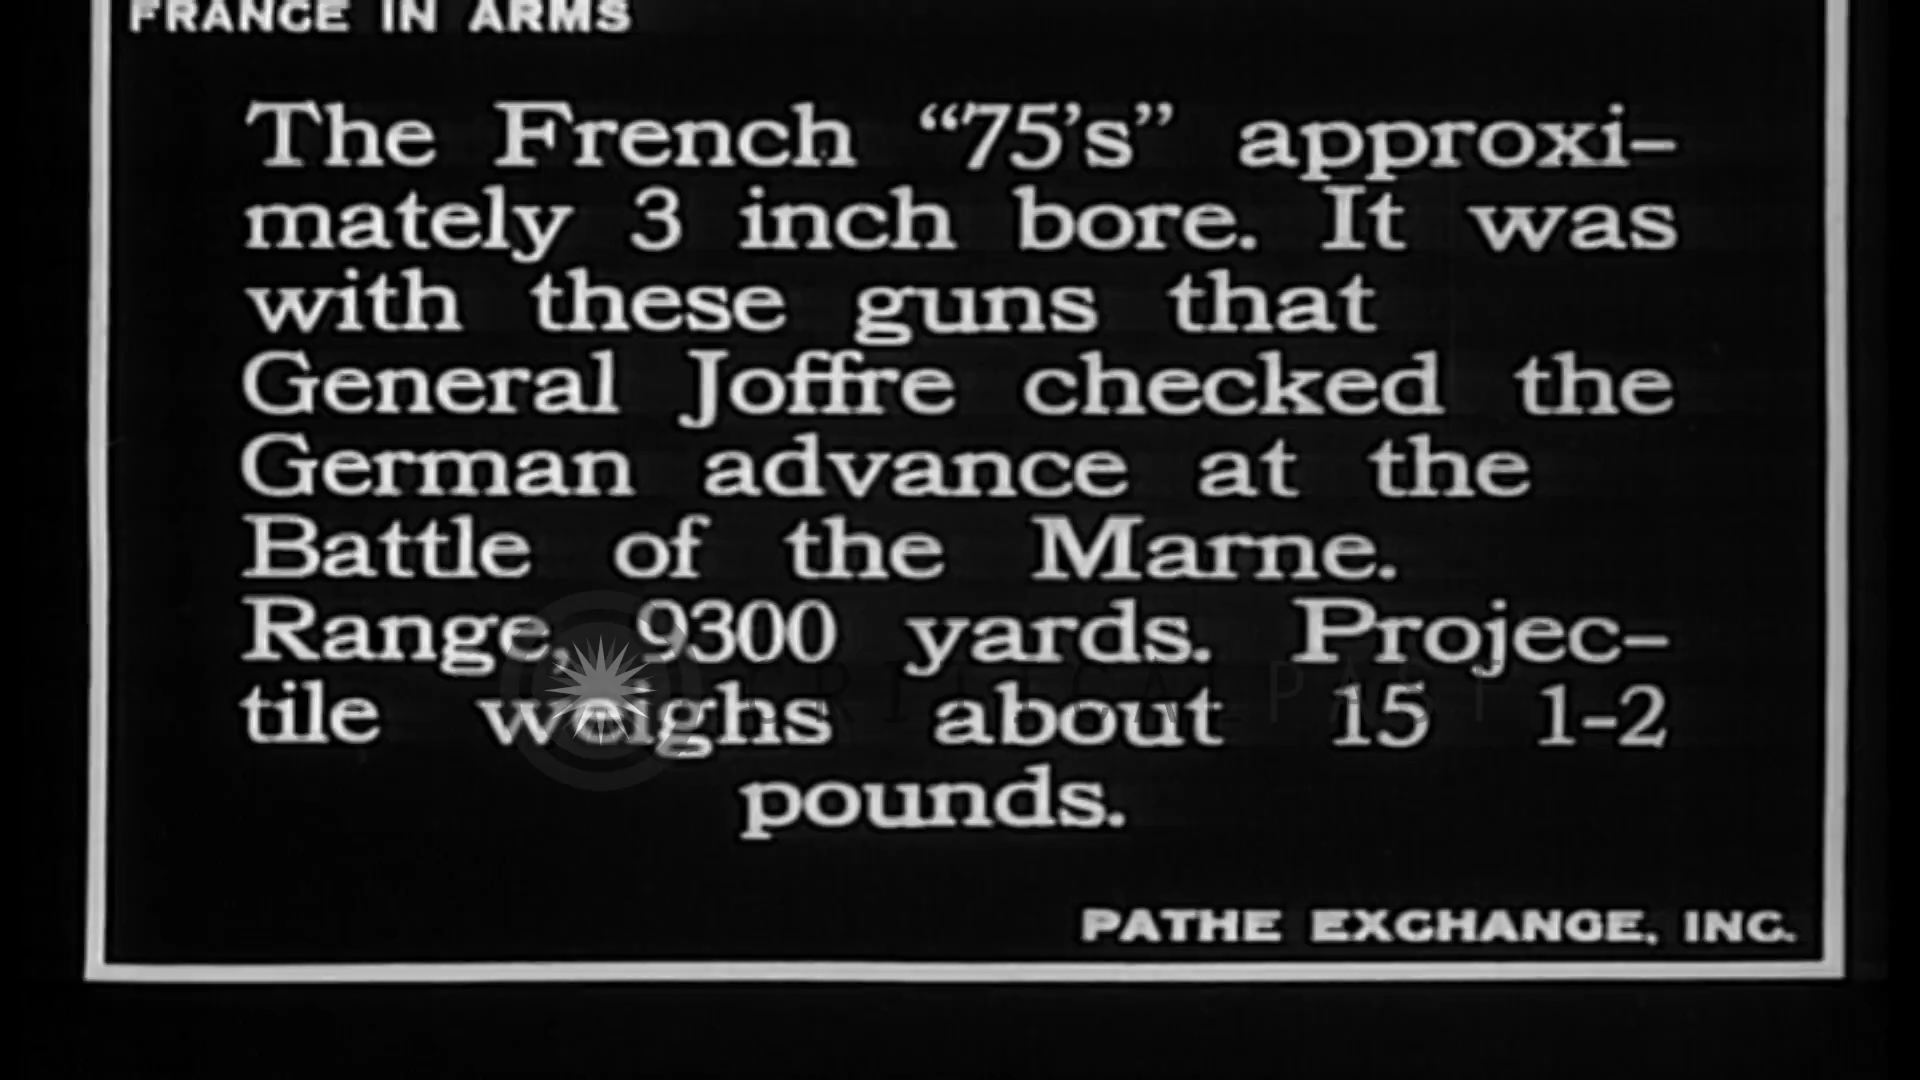 FRANCE IN ARMS
The French “75’s” approxi-
mately 3 inch bore. It was
with these guns that
General Joffre checked the
German advance at the
Battle of the Marne.
Range, 9300 yards. Projec-
tile weighs about 15 1-2
pounds.
CRITICALPAST
PATHE EXCHANGE, INC.